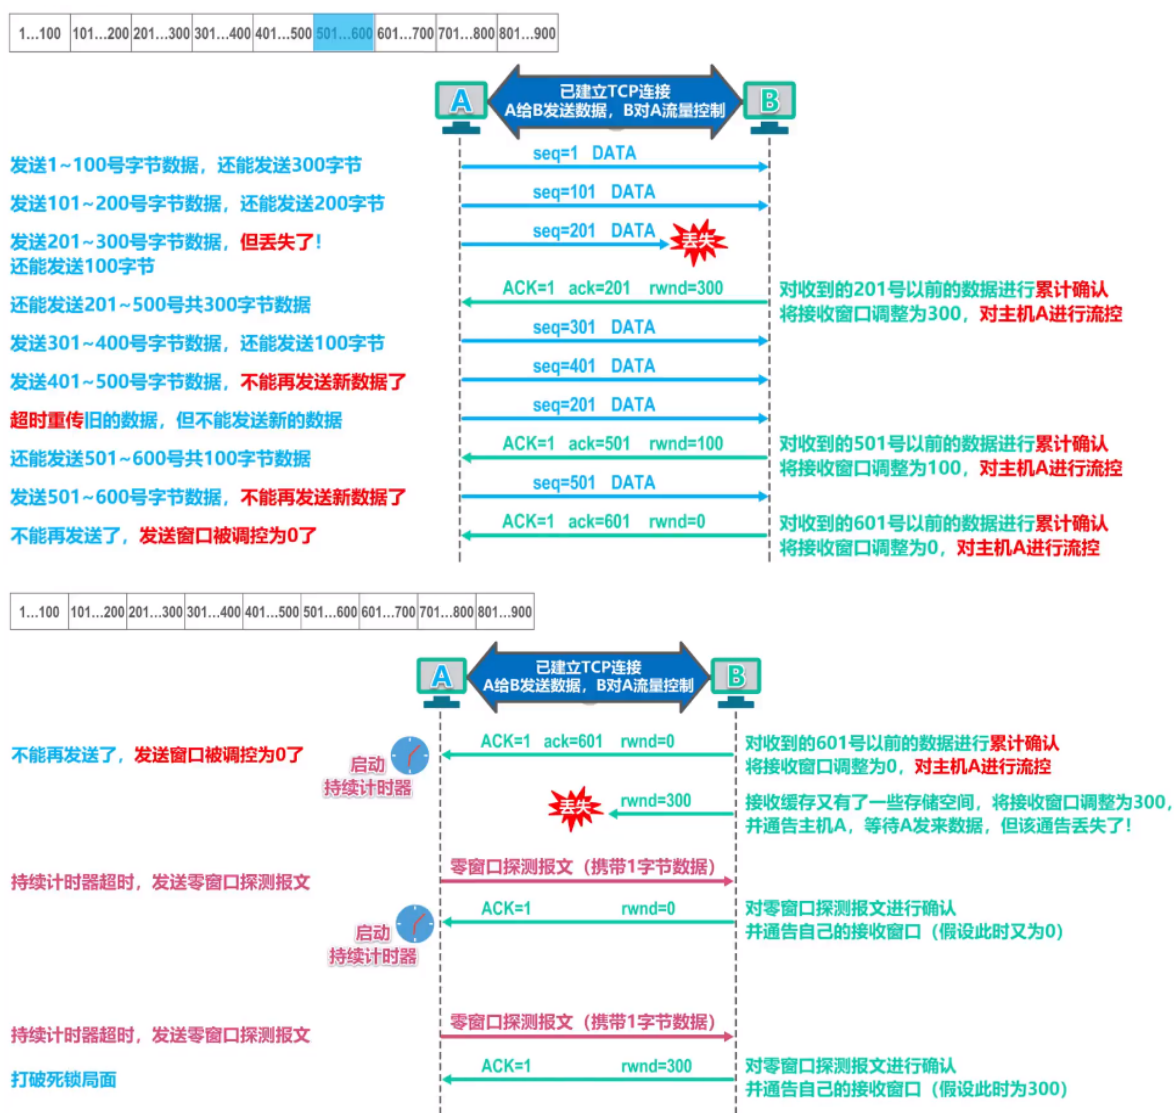 1...100 101...200 201...300 301...400 401...500 501...600 601...700 701...800 801...900
已建立TCP连接
A A给B发送数据，B对A流量控制 B
发送1~100号字节数据，还能发送300字节 seq=1 DATA
发送101~200号字节数据，还能发送200字节 seq=101 DATA
发送201~300号字节数据，但丢失了！ seq=201 DATA 丢失
还能发送100字节
还能发送201~500号共300字节数据 ACK=1 ack=201 rwnd=300 对收到的201号以前的数据进行累计确认
将接收窗口调整为300，对主机A进行流控
发送301~400号字节数据，还能发送100字节 seq=301 DATA
发送401~500号字节数据，不能再发送新数据了 seq=401 DATA
超时重传旧的数据，但不能发送新的数据 seq=201 DATA
还能发送501~600号共100字节数据 ACK=1 ack=501 rwnd=100 对收到的501号以前的数据进行累计确认
将接收窗口调整为100，对主机A进行流控
发送501~600号字节数据，不能再发送新数据了 seq=501 DATA
不能再发送了，发送窗口被调控为0了 ACK=1 ack=601 rwnd=0 对收到的601号以前的数据进行累计确认
将接收窗口调整为0，对主机A进行流控
1...100 101...200 201...300 301...400 401...500 501...600 601...700 701...800 801...900
已建立TCP连接
A A给B发送数据，B对A流量控制 B
不能再发送了，发送窗口被调控为0了 ACK=1 ack=601 rwnd=0 对收到的601号以前的数据进行累计确认
启动 将接收窗口调整为0，对主机A进行流控
持续计时器
丢失 rwnd=300 接收缓存又有了一些存储空间，将接收窗口调整为300，
并通告主机A，等待A发来数据，但该通告丢失了！
持续计时器超时，发送零窗口探测报文 零窗口探测报文（携带1字节数据）
ACK=1 rwnd=0 对零窗口探测报文进行确认
启动 并通告自己的接收窗口（假设此时又为0）
持续计时器
持续计时器超时，发送零窗口探测报文 零窗口探测报文（携带1字节数据）
打破死锁局面 ACK=1 rwnd=300 对零窗口探测报文进行确认
并通告自己的接收窗口（假设此时为300）